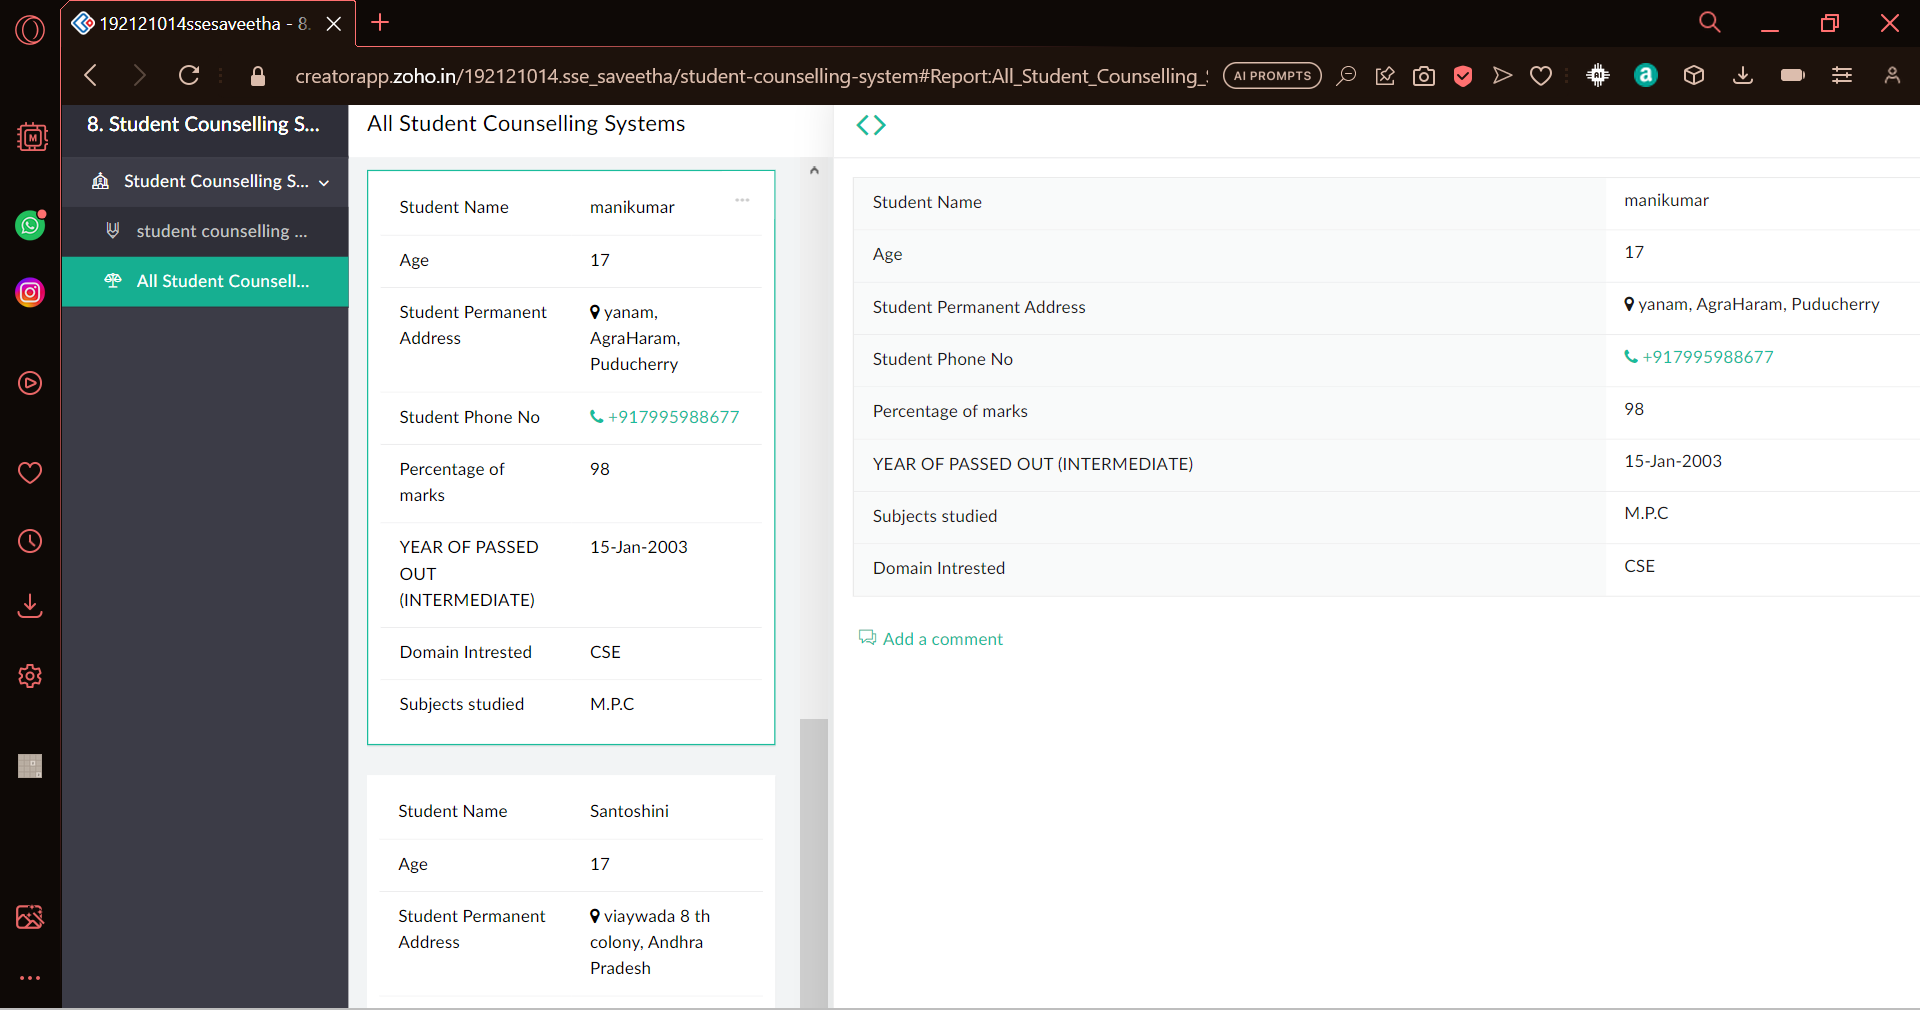 192121014ssesaveetha - 8.
creatorapp.zoho.in/192121014.sse_saveetha/student-counselling-system#Report:All_Student_Counselling_
AI PROMPTS
8. Student Counselling S...
Student Counselling S...
student counselling ...
All Student Counsell...
All Student Counselling Systems
Student Name manikumar
Age 17
Student Permanent yanam,
Address AgraHaram,
Puducherry
Student Phone No +917995988677
Percentage of 98
marks
YEAR OF PASSED 15-Jan-2003
OUT
(INTERMEDIATE)
Domain Intrested CSE
Subjects studied M.P.C
Student Name Santoshini
Age 17
Student Permanent viaywada 8 th
Address colony, Andhra
Pradesh
Student Name manikumar
Age 17
Student Permanent Address yanam, AgraHaram, Puducherry
Student Phone No +917995988677
Percentage of marks 98
YEAR OF PASSED OUT (INTERMEDIATE) 15-Jan-2003
Subjects studied M.P.C
Domain Intrested CSE
Add a comment